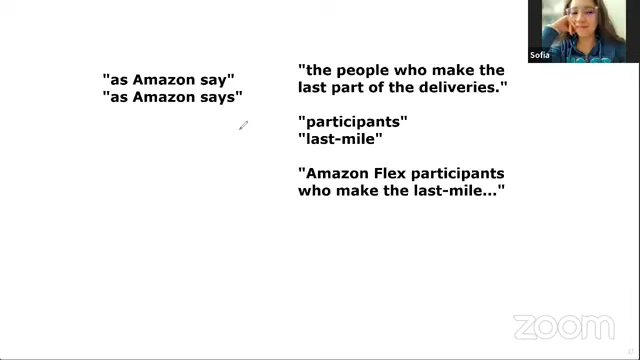 Sofia
"as Amazon say"
"as Amazon says"
"the people who make the
last part of the deliveries."
"participants"
"last-mile"
"Amazon Flex participants
who make the last-mile..."
zoom